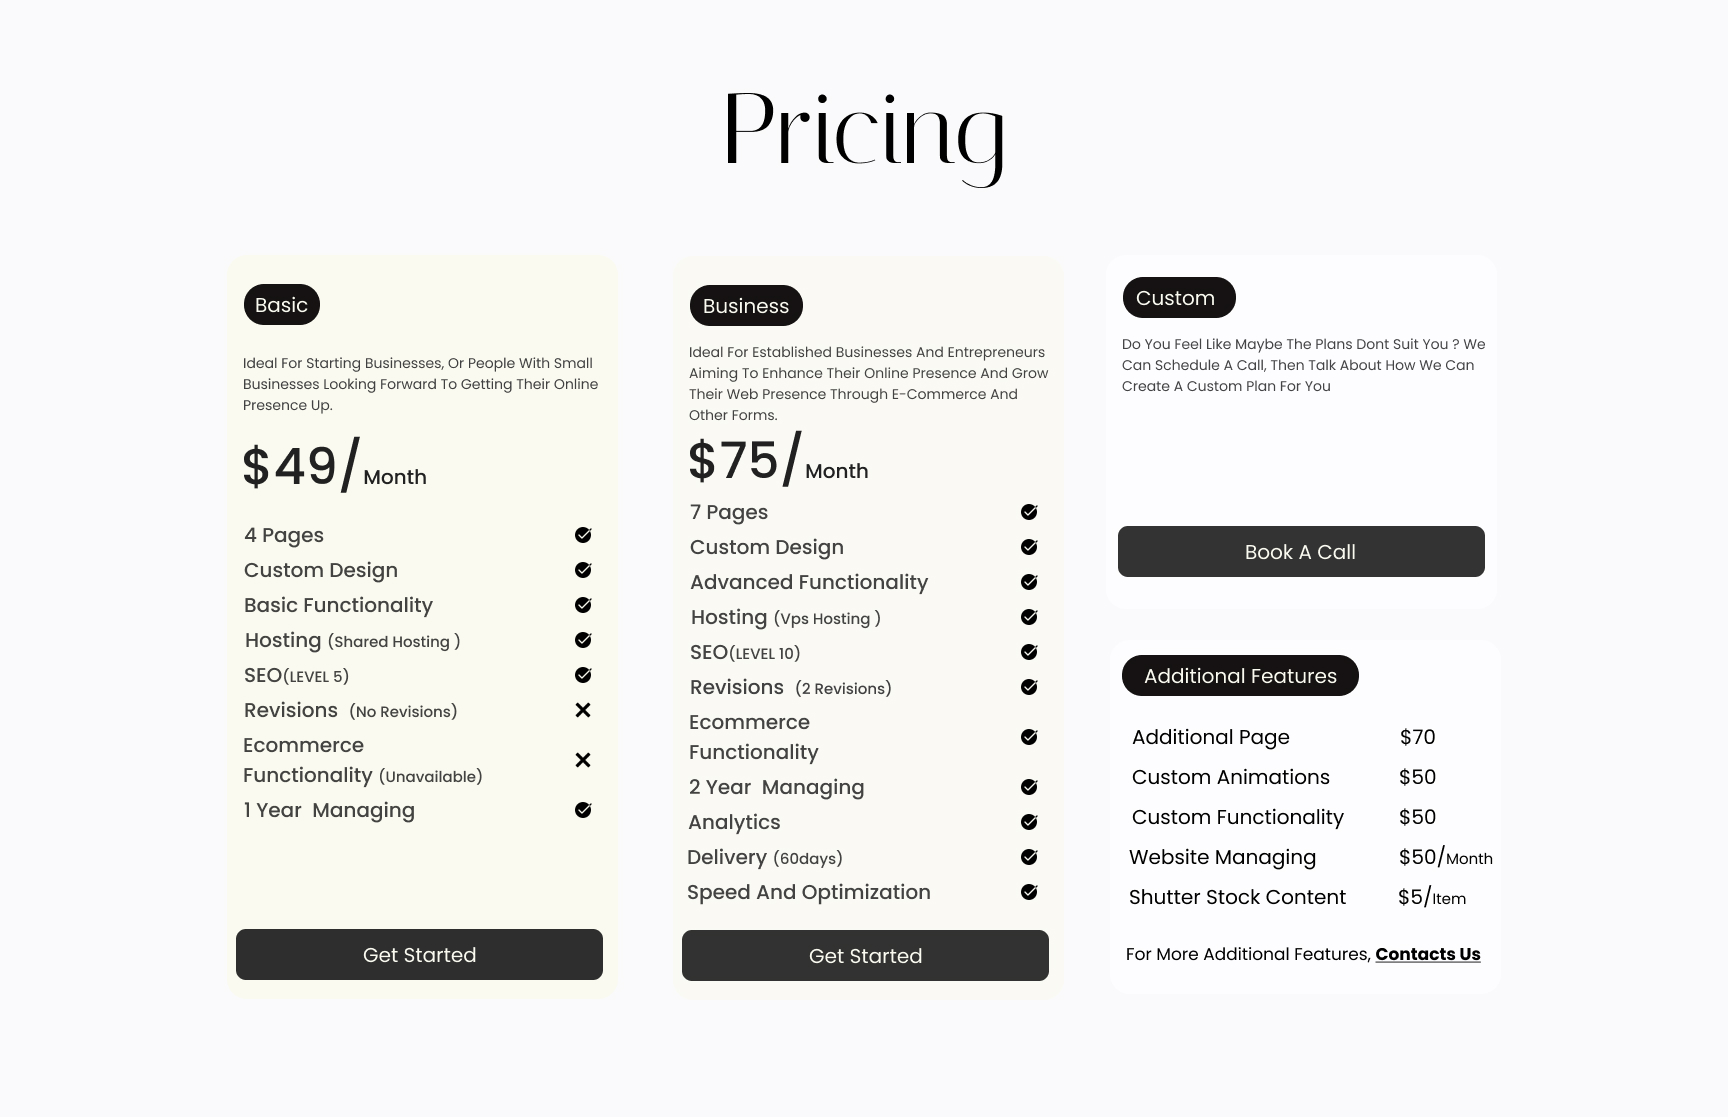 Pricing
Basic
Ideal For Starting Businesses, Or People With Small
Businesses Looking Forward To Getting Their Online
Presence Up.
$49/Month
4 Pages
Custom Design
Basic Functionality
Hosting (Shared Hosting )
SEO(LEVEL 5)
Revisions (No Revisions)
Ecommerce
Functionality (Unavailable)
1 Year Managing
Get Started
Business
Ideal For Established Businesses And Entrepreneurs
Aiming To Enhance Their Online Presence And Grow
Their Web Presence Through E-Commerce And
Other Forms.
$75/Month
7 Pages
Custom Design
Advanced Functionality
Hosting (Vps Hosting )
SEO(LEVEL 10)
Revisions (2 Revisions)
Ecommerce
Functionality
2 Year Managing
Analytics
Delivery (60days)
Speed And Optimization
Get Started
Custom
Do You Feel Like Maybe The Plans Dont Suit You ? We
Can Schedule A Call, Then Talk About How We Can
Create A Custom Plan For You
Book A Call
Additional Features
Additional Page $70
Custom Animations $50
Custom Functionality $50
Website Managing $50/Month
Shutter Stock Content $5/Item
For More Additional Features, Contacts Us